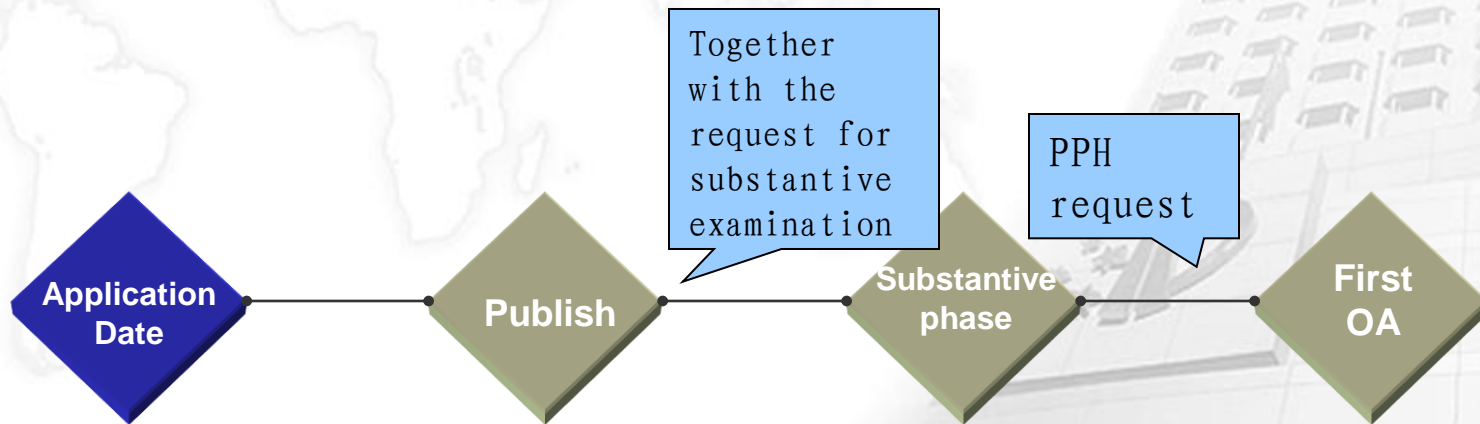 Together
with the
request for
substantive
examination
PPH
request
Application
Date
Publish
Substantive
phase
First
OA